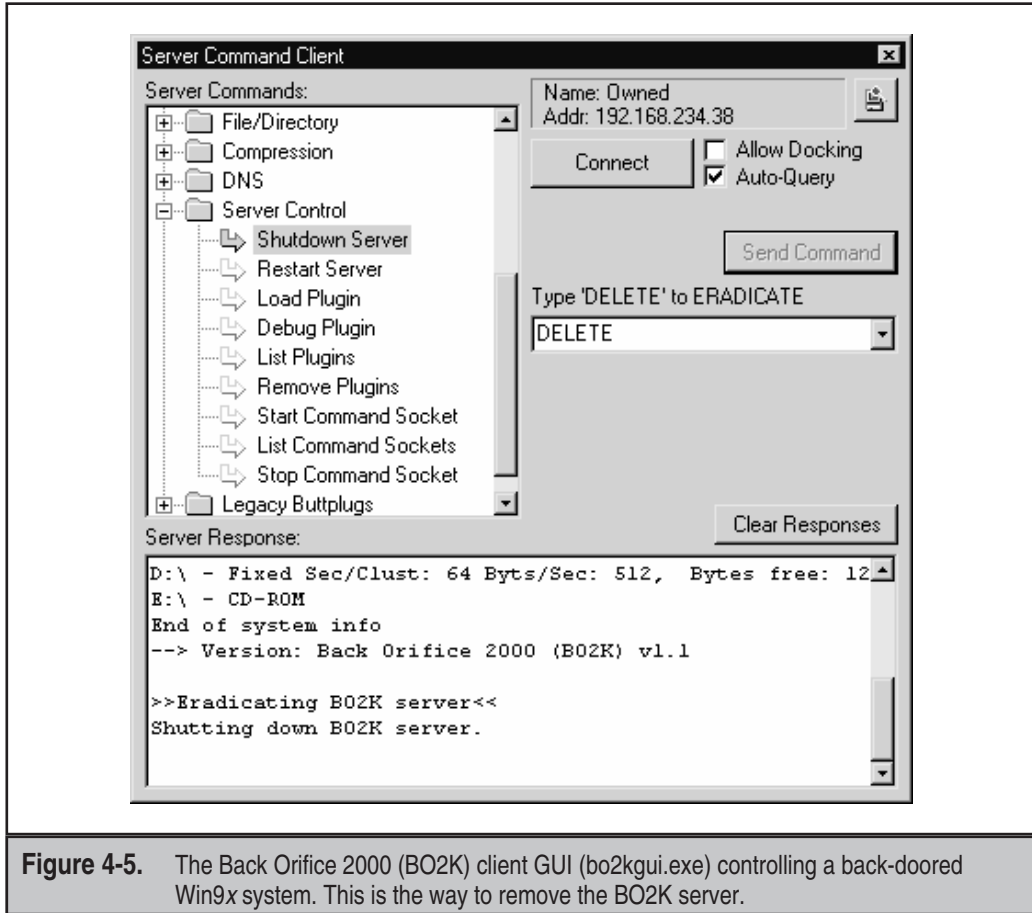 Server Command Client
Server Commands:
File/Directory
Compression
DNS
Server Control
Shutdown Server
Restart Server
Load Plugin
Debug Plugin
List Plugins
Remove Plugins
Start Command Socket
List Command Sockets
Stop Command Socket
Legacy Buttplugs
Name: Owned
Addr: 192.168.234.38
Connect
Allow Docking
Auto-Query
Send Command
Type 'DELETE' to ERADICATE
DELETE
Clear Responses
Server Response:
D:\ - Fixed Sec/Clust: 64 Byts/Sec: 512,  Bytes free: 12
E:\ - CD-ROM
End of system info
--> Version: Back Orifice 2000 (BO2K) v1.1
>>Eradicating BO2K server<<
Shutting down BO2K server.
Figure 4-5. The Back Orifice 2000 (BO2K) client GUI (bo2kgui.exe) controlling a back-doored
Win9x system. This is the way to remove the BO2K server.